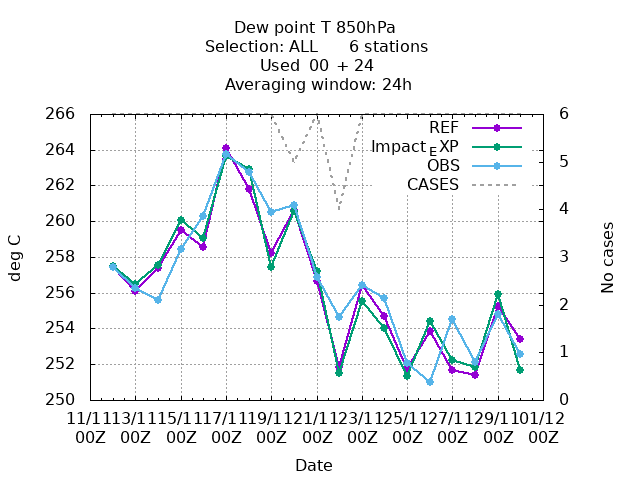 Dew point T 850hPa
Selection: ALL 6 stations
Used 00 + 24
Averaging window: 24h
266
264
262
260
258
256
254
252
250
deg C
6
5
4
3
2
1
0
No cases
REF
Impact_EXP
OBS
CASES
11/11 13/11 15/11 17/11 19/11 21/11 23/11 25/11 27/11 29/11 01/12
00Z 00Z 00Z 00Z 00Z 00Z 00Z 00Z 00Z 00Z 00Z
Date